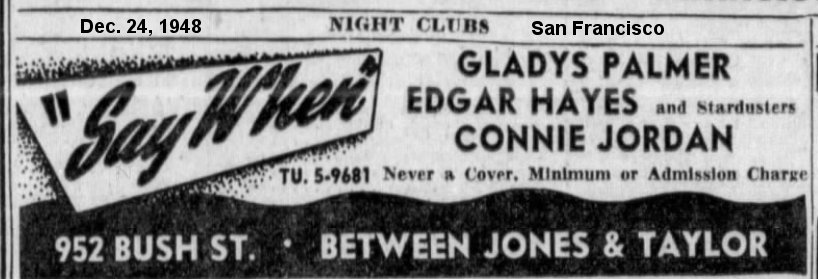 Dec. 24, 1948 NIGHT CLUBS San Francisco
"Say When"
GLADYS PALMER
EDGAR HAYES and Stardusters
CONNIE JORDAN
TU. 5-9681 Never a Cover, Minimum or Admission Charge
952 BUSH ST. • BETWEEN JONES & TAYLOR